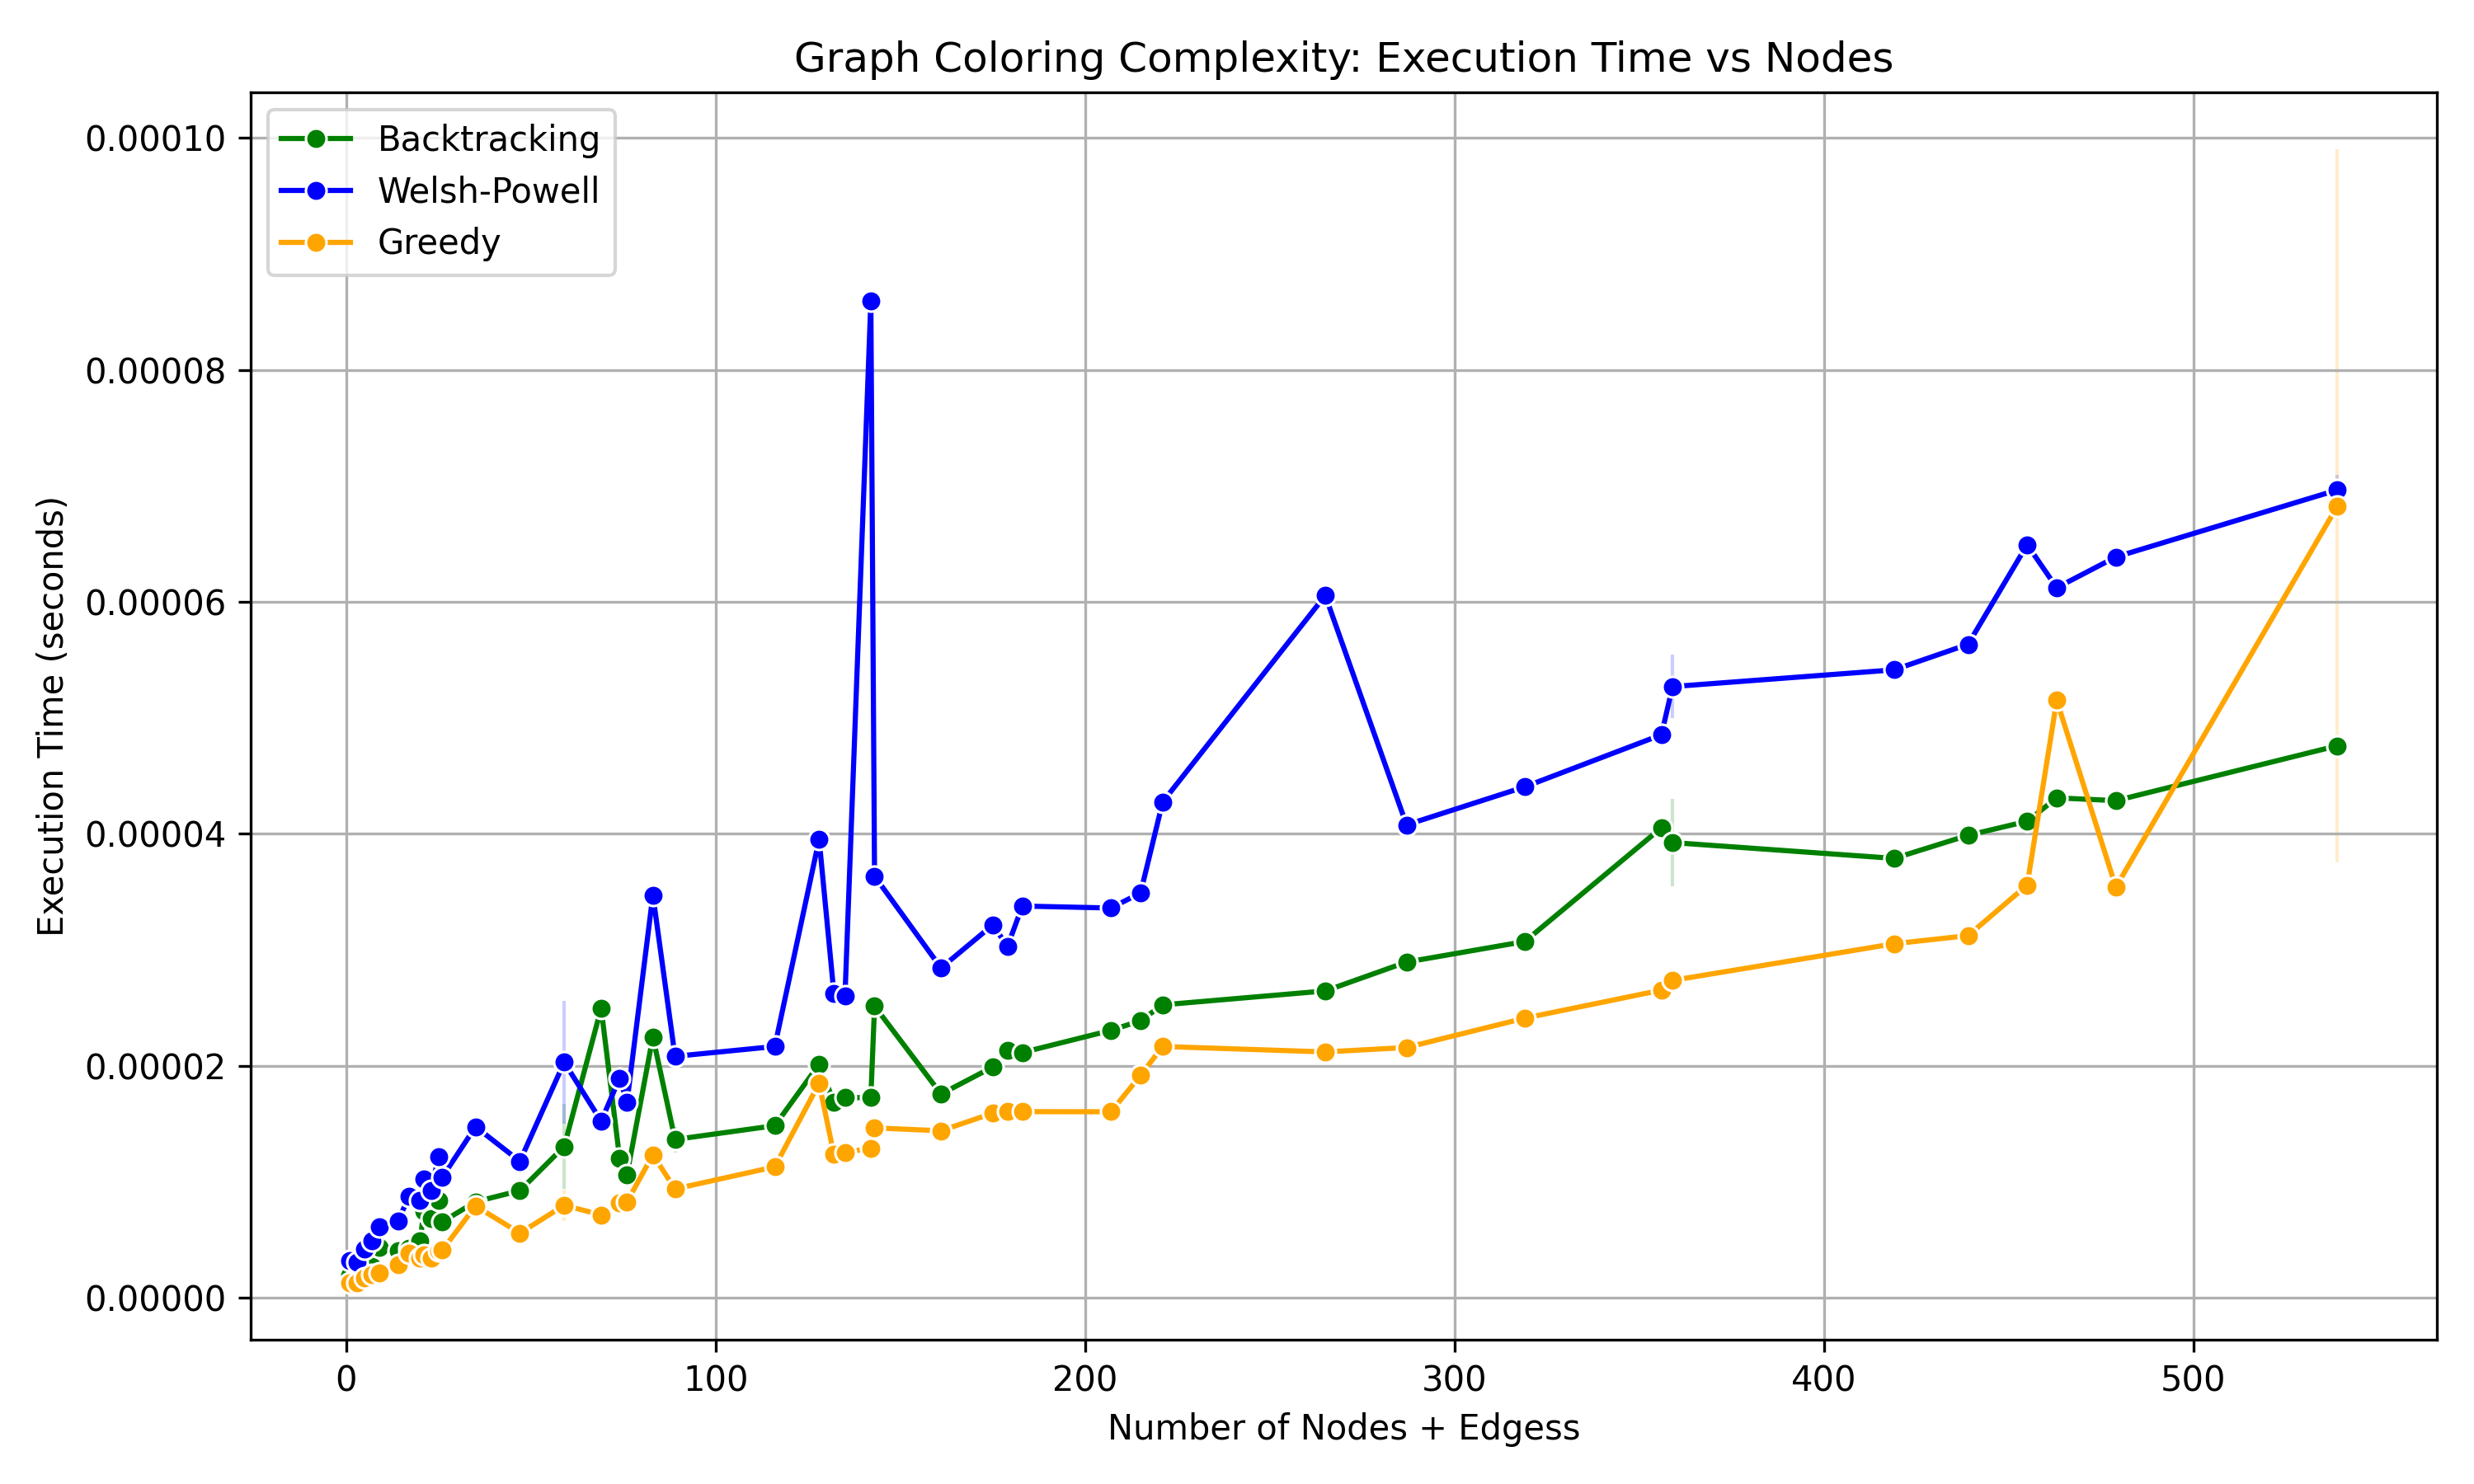 Graph Coloring Complexity: Execution Time vs Nodes
Backtracking
Welsh-Powell
Greedy
Execution Time (seconds)
0.00010
0.00008
0.00006
0.00004
0.00002
0.00000
0 100 200 300 400 500
Number of Nodes + Edgess